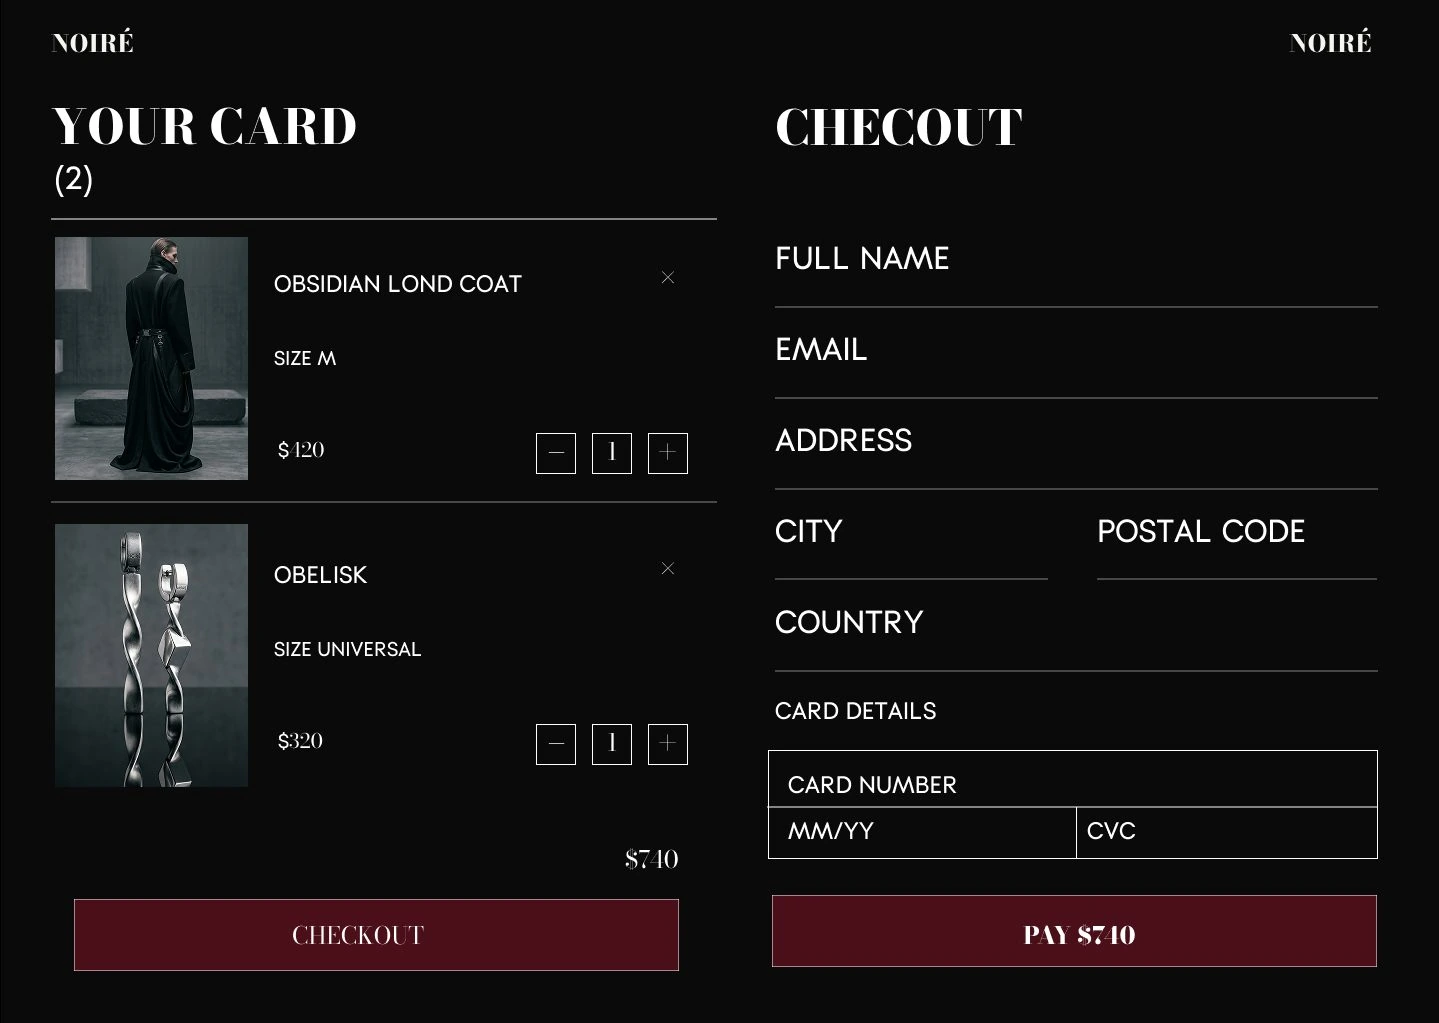 NOIRÉ
YOUR CARD
(2)
OBSIDIAN LOND COAT
SIZE M
$420
1
OBELISK
SIZE UNIVERSAL
$320
1
$740
CHECKOUT
NOIRÉ
CHECOUT
FULL NAME
EMAIL
ADDRESS
CITY
POSTAL CODE
COUNTRY
CARD DETAILS
CARD NUMBER
MM/YY
CVC
PAY $740